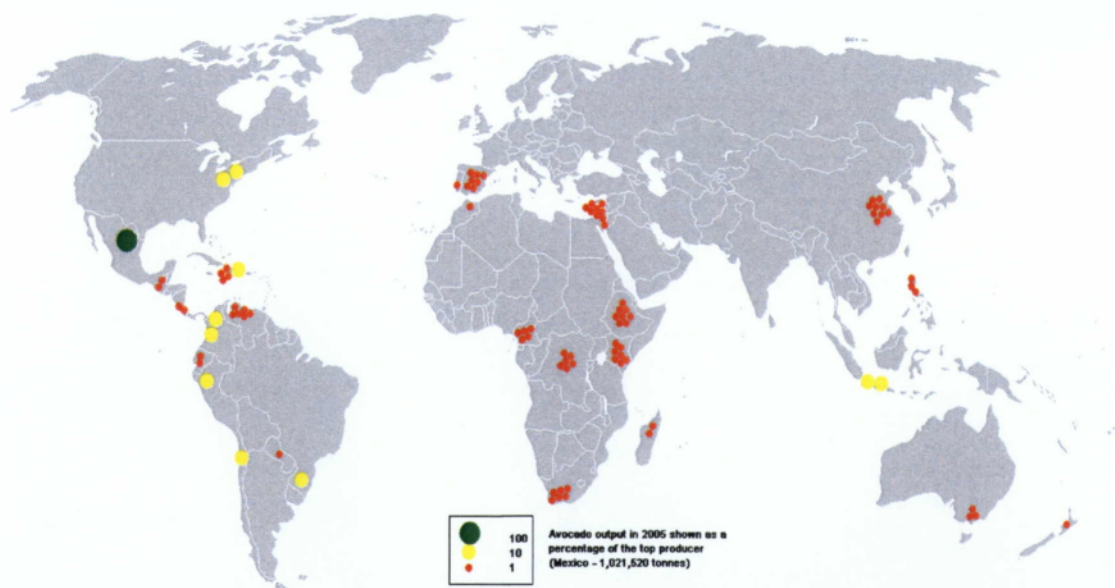 100
10
1
Avocado output in 2005 shown as a
percentage of the top producer
(Mexico - 1,021,520 tonnes)